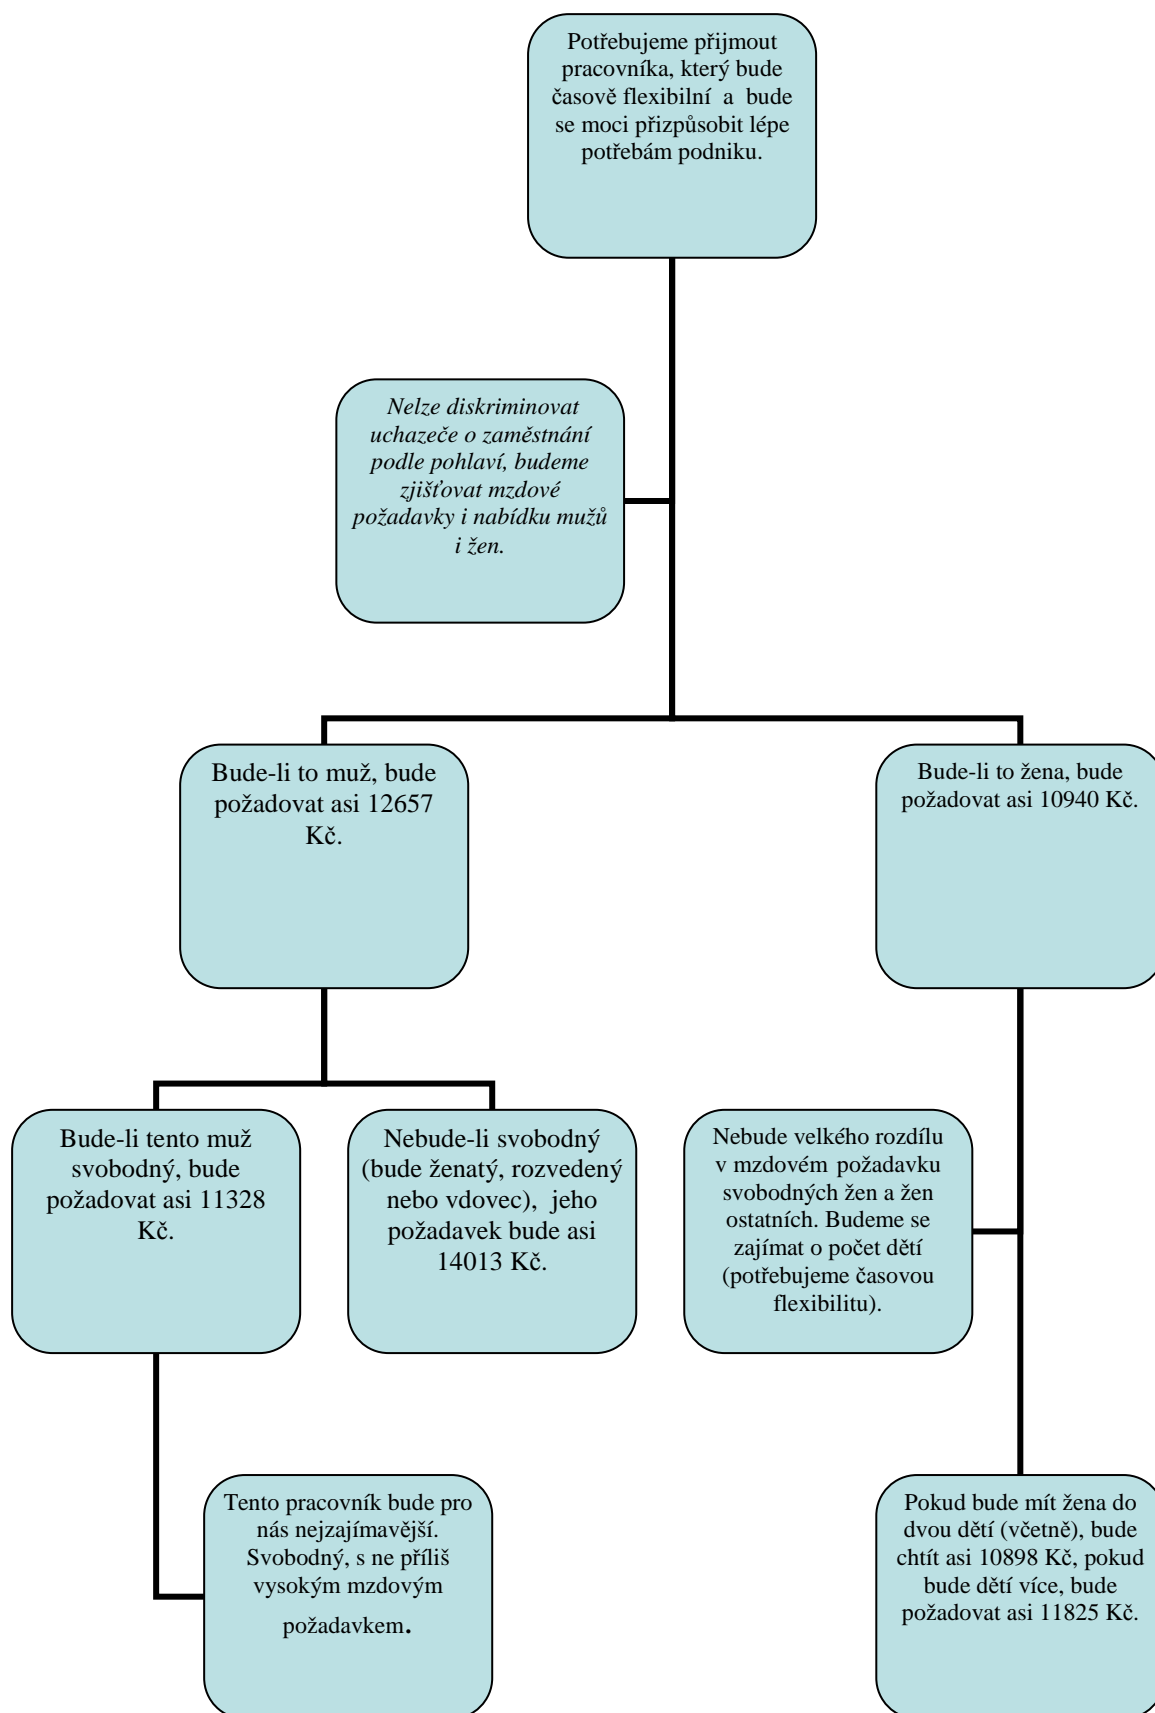 Potřebujeme přijmout
pracovníka, který bude
časově flexibilní  a  bude
se moci přizpůsobit lépe
potřebám podniku.
Nelze diskriminovat
uchazeče o zaměstnání
podle pohlaví, budeme
zjišťovat mzdové
požadavky i nabídku mužů
i žen.
Bude-li to muž, bude
požadovat asi 12657
Kč.
Bude-li to žena, bude
požadovat asi 10940 Kč.
Bude-li tento muž
svobodný, bude
požadovat asi 11328
Kč.
Nebude-li svobodný
(bude ženatý, rozvedený
nebo vdovec),  jeho
požadavek bude asi
14013 Kč.
Nebude velkého rozdílu
v mzdovém požadavku
svobodných žen a žen
ostatních. Budeme se
zajímat o počet dětí
(potřebujeme časovou
flexibilitu).
Tento pracovník bude pro
nás nejzajímavější.
Svobodný, s ne příliš
vysokým mzdovým
požadavkem.
Pokud bude mít žena do
dvou dětí (včetně), bude
chtít asi 10898 Kč, pokud
bude dětí více, bude
požadovat asi 11825 Kč.